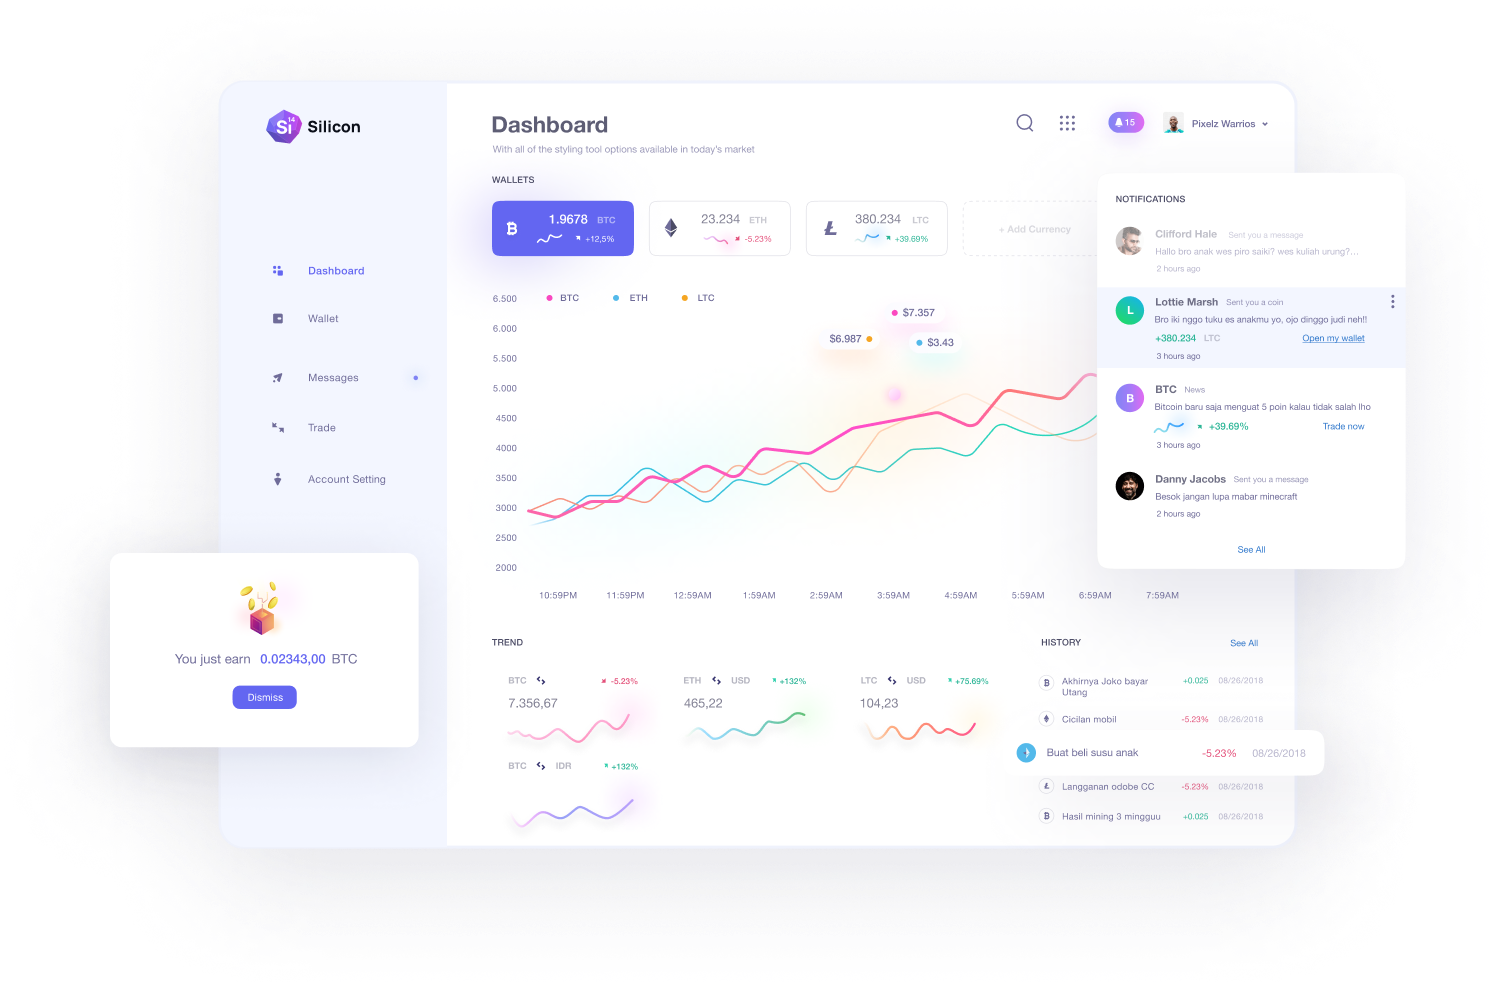 Si
14
Silicon
Dashboard
Wallet
Messages
Trade
Account Setting
You just earn 0.02343,00 BTC
Dismiss
Dashboard
With all of the styling tool options available in today's market
15
Pixelz Warrios
WALLETS
1.9678 BTC
+12,5%
23.234 ETH
-5.23%
380.234 LTC
+39.69%
+ Add Currency
BTC
ETH
LTC
6.500
6.000
5.500
5.000
4500
4000
3500
3000
2500
2000
$7.357
$6.987
$3.43
10:59PM
11:59PM
12:59AM
1:59AM
2:59AM
3:59AM
4:59AM
5:59AM
6:59AM
7:59AM
NOTIFICATIONS
Clifford Hale Sent you a message
Hallo bro anak wes piro saiki? wes kuliah urung?...
2 hours ago
L
Lottie Marsh Sent you a coin
Bro iki nggo tuku es anakmu yo, ojo dinggo judi neh!!
+380.234 LTC Open my wallet
3 hours ago
B
BTC News
Bitcoin baru saja menguat 5 poin kalau tidak salah lho
+39.69% Trade now
3 hours ago
Danny Jacobs Sent you a message
Besok jangan lupa mabar minecraft
2 hours ago
See All
TREND
BTC -5.23%
7.356,67
ETH USD +132%
465,22
LTC USD +75.69%
104,23
BTC IDR +132%
HISTORY See All
Akhirnya Joko bayar +0.025 08/26/2018
Utang
Cicilan mobil -5.23% 08/26/2018
Buat beli susu anak -5.23% 08/26/2018
Langganan odobe CC -5.23% 08/26/2018
Hasil mining 3 mingguu +0.025 08/26/2018